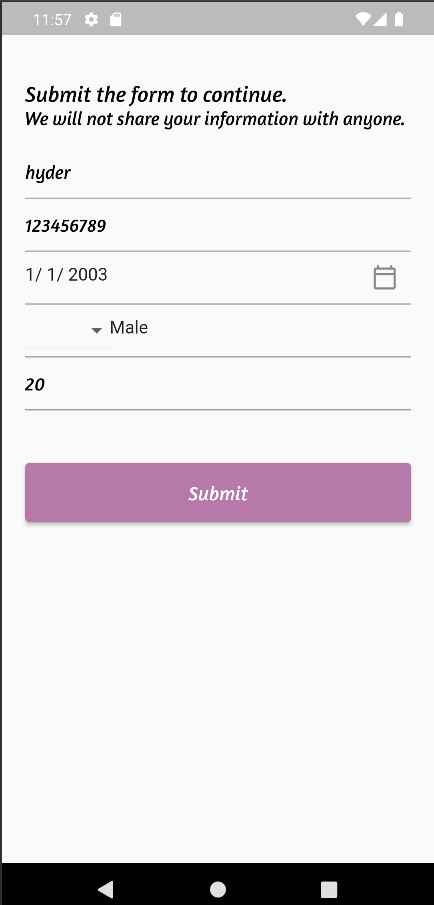 11:57
Submit the form to continue.
We will not share your information with anyone.
hyder
123456789
1/ 1/ 2003
Male
20
Submit